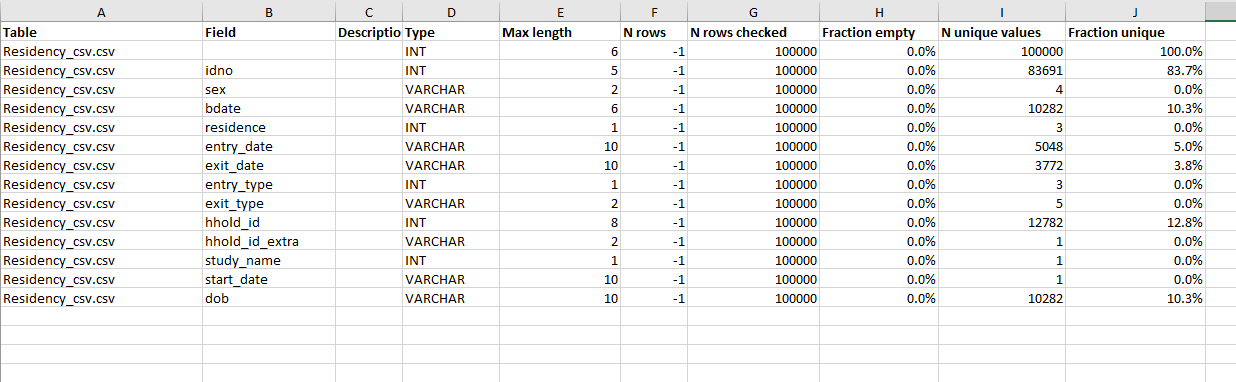 A B C D E F G H I J
Table Field Descriptio Type Max length N rows N rows checked Fraction empty N unique values Fraction unique
Residency_csv.csv INT 6 -1 100000 0.0% 100000 100.0%
Residency_csv.csv idno INT 5 -1 100000 0.0% 83691 83.7%
Residency_csv.csv sex VARCHAR 2 -1 100000 0.0% 4 0.0%
Residency_csv.csv bdate VARCHAR 6 -1 100000 0.0% 10282 10.3%
Residency_csv.csv residence INT 1 -1 100000 0.0% 3 0.0%
Residency_csv.csv entry_date VARCHAR 10 -1 100000 0.0% 5048 5.0%
Residency_csv.csv exit_date VARCHAR 10 -1 100000 0.0% 3772 3.8%
Residency_csv.csv entry_type INT 1 -1 100000 0.0% 3 0.0%
Residency_csv.csv exit_type VARCHAR 2 -1 100000 0.0% 5 0.0%
Residency_csv.csv hhold_id INT 8 -1 100000 0.0% 12782 12.8%
Residency_csv.csv hhold_id_extra VARCHAR 2 -1 100000 0.0% 1 0.0%
Residency_csv.csv study_name INT 1 -1 100000 0.0% 1 0.0%
Residency_csv.csv start_date VARCHAR 10 -1 100000 0.0% 1 0.0%
Residency_csv.csv dob VARCHAR 10 -1 100000 0.0% 10282 10.3%